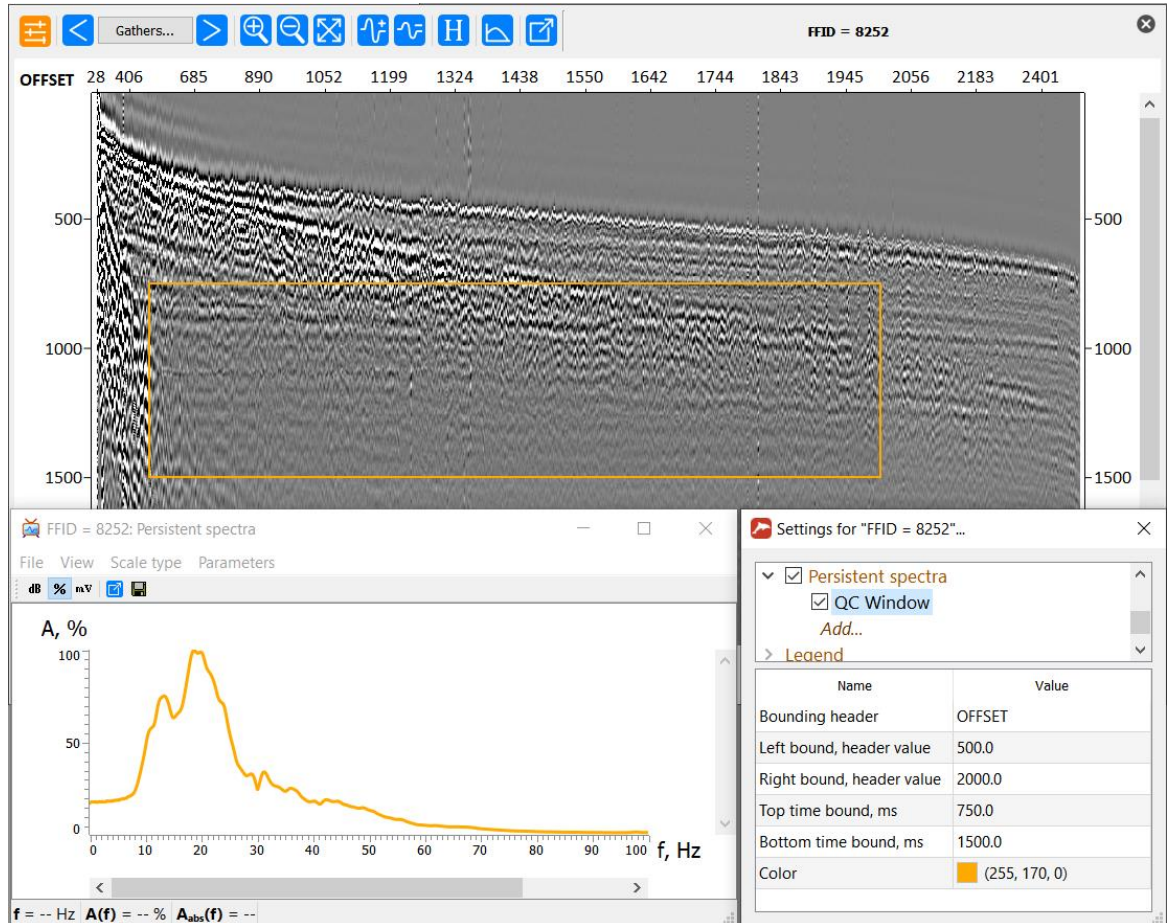 Gathers...
H
FFID = 8252
OFFSET 28 406 685 890 1052 1199 1324 1438 1550 1642 1744 1843 1945 2056 2183 2401
500 500
1000 1000
1500 1500
FFID = 8252: Persistent spectra
File View Scale type Parameters
dB % mV
A, %
100
50
0
0 10 20 30 40 50 60 70 80 90 100 f, Hz
f = -- Hz A(f) = -- % Aabs(f) = --
Settings for "FFID = 8252"...
Persistent spectra
QC Window
Add...
Legend
Name Value
Bounding header OFFSET
Left bound, header value 500.0
Right bound, header value 2000.0
Top time bound, ms 750.0
Bottom time bound, ms 1500.0
Color (255, 170, 0)